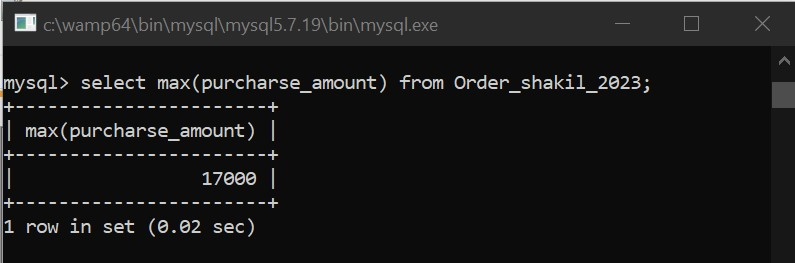 c:\wamp64\bin\mysql\mysql5.7.19\bin\mysql.exe
mysql> select max(purcharse_amount) from Order_shakil_2023;
+-----------------------+
| max(purcharse_amount) |
+-----------------------+
|                 17000 |
+-----------------------+
1 row in set (0.02 sec)